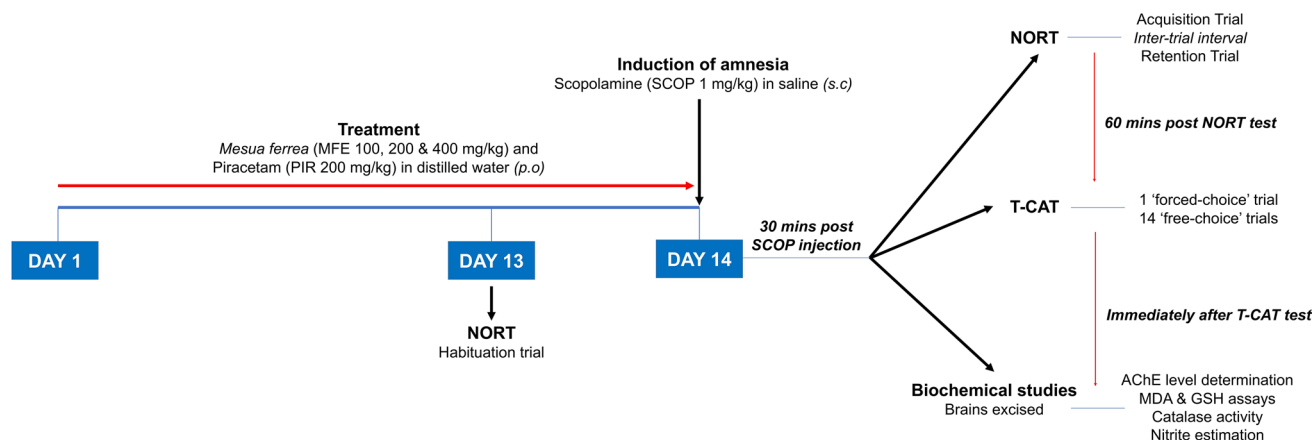 Induction of amnesia
Scopolamine (SCOP 1 mg/kg) in saline (s.c)
Treatment
Mesua ferrea (MFE 100, 200 & 400 mg/kg) and
Piracetam (PIR 200 mg/kg) in distilled water (p.o)
DAY 1
DAY 13
DAY 14
NORT
Habituation trial
30 mins post
SCOP injection
NORT
Acquisition Trial
Inter-trial interval
Retention Trial
60 mins post NORT test
T-CAT
1 ‘forced-choice’ trial
14 ‘free-choice’ trials
Immediately after T-CAT test
Biochemical studies
Brains excised
AChE level determination
MDA & GSH assays
Catalase activity
Nitrite estimation